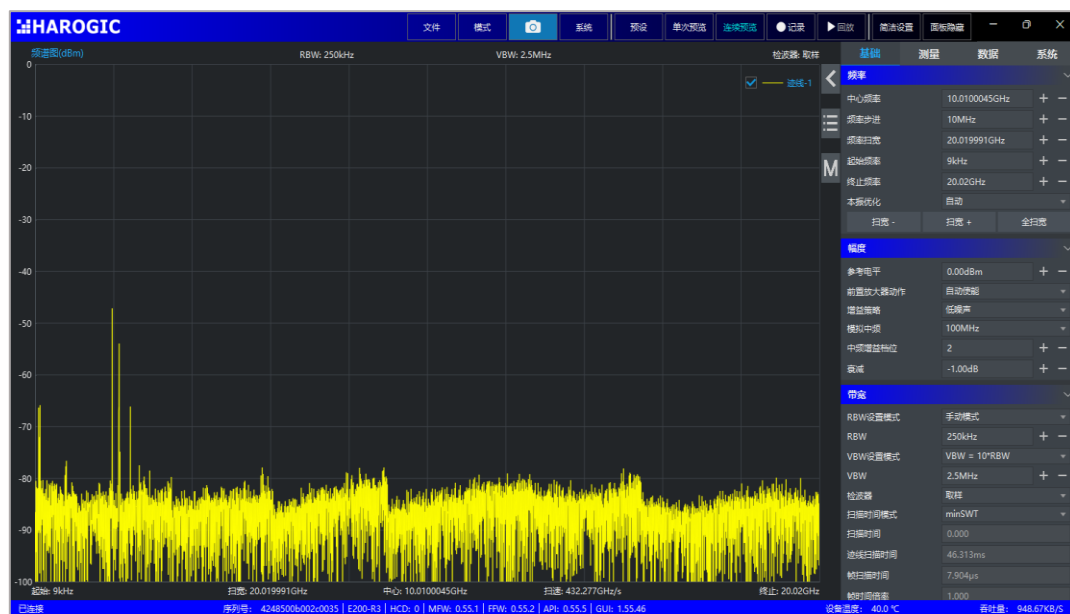 HAROGIC 文件 模式 系统 预设 单次预览 连续预览 记录 回放 简洁设置 面板隐藏
频谱图(dBm) RBW: 250kHz VBW: 2.5MHz 检波器: 取样 基础 测量 数据 系统
迹线-1
M
0
-10
-20
-30
-40
-50
-60
-70
-80
-90
-100
起始: 9kHz 扫宽: 20.019991GHz 中心: 10.0100045GHz 扫速: 432.277GHz/s 终止: 20.02GHz
频率
中心频率 10.0100045GHz + -
频率步进 10MHz + -
频率扫宽 20.019991GHz + -
起始频率 9kHz + -
终止频率 20.02GHz + -
本振优化 自动
扫宽 - 扫宽 + 全扫宽
幅度
参考电平 0.00dBm + -
前置放大器动作 自动使能
增益策略 低噪声
模拟中频 100MHz
中频增益档位 2 + -
衰减 -1.00dB + -
带宽
RBW设置模式 手动模式
RBW 250kHz + -
VBW设置模式 VBW = 10*RBW
VBW 2.5MHz + -
检波器 取样
扫描时间模式 minSWT
扫描时间 0.000
迹线扫描时间 46.313ms
帧扫描时间 7.904μs
帧时间倍率 1.000
已连接 序列号: 4248500b002c0035 | E200-R3 | HCD: 0 | MFW: 0.55.1 | FFW: 0.55.2 | API: 0.55.5 | GUI: 1.55.46 设备温度: 40.0 ℃ 吞吐量: 948.67KB/S